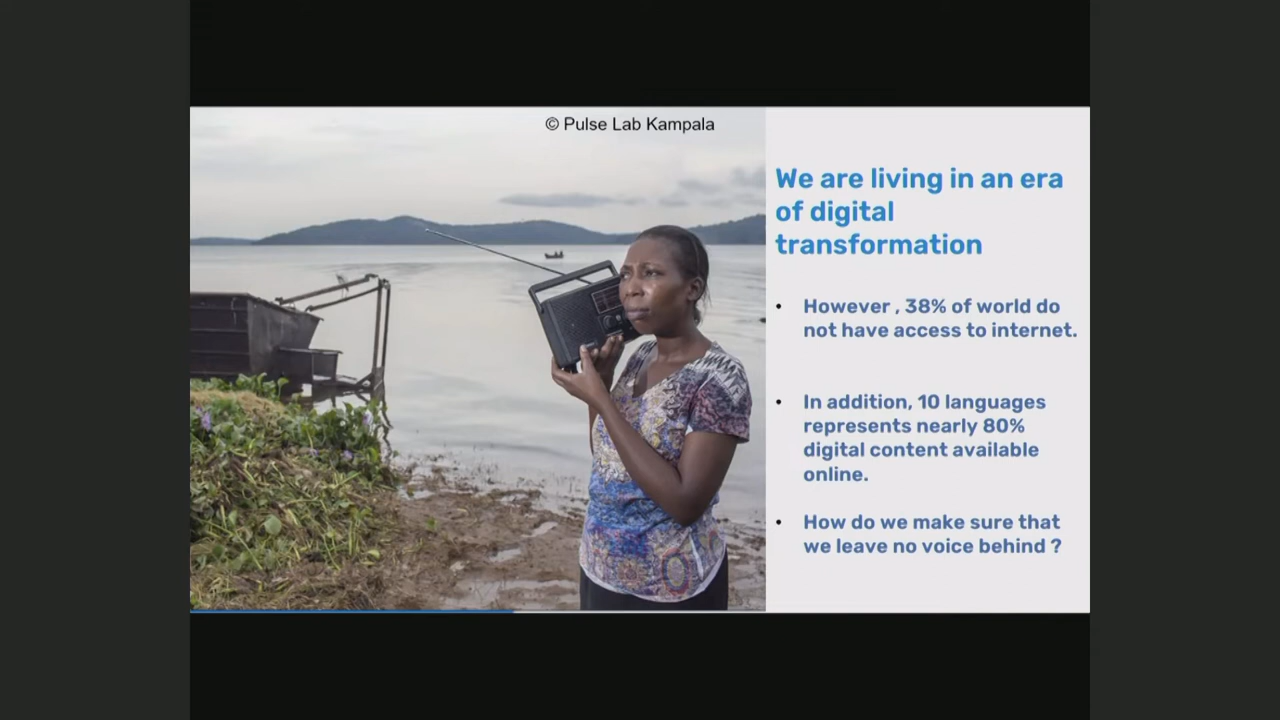 © Pulse Lab Kampala
We are living in an era
of digital
transformation
• However , 38% of world do
not have access to internet.
• In addition, 10 languages
represents nearly 80%
digital content available
online.
• How do we make sure that
we leave no voice behind ?